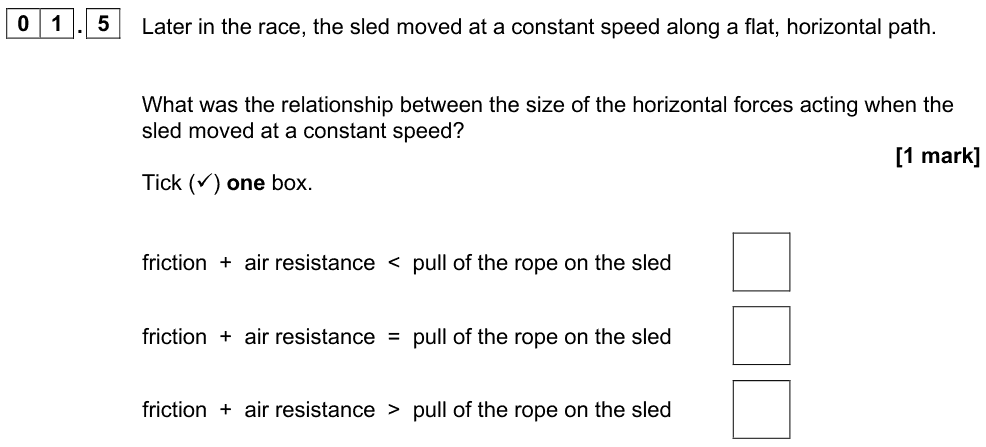 01.5 Later in the race, the sled moved at a constant speed along a flat, horizontal path.
What was the relationship between the size of the horizontal forces acting when the
sled moved at a constant speed?
[1 mark]
Tick (✓) one box.
friction + air resistance < pull of the rope on the sled
friction + air resistance = pull of the rope on the sled
friction + air resistance > pull of the rope on the sled